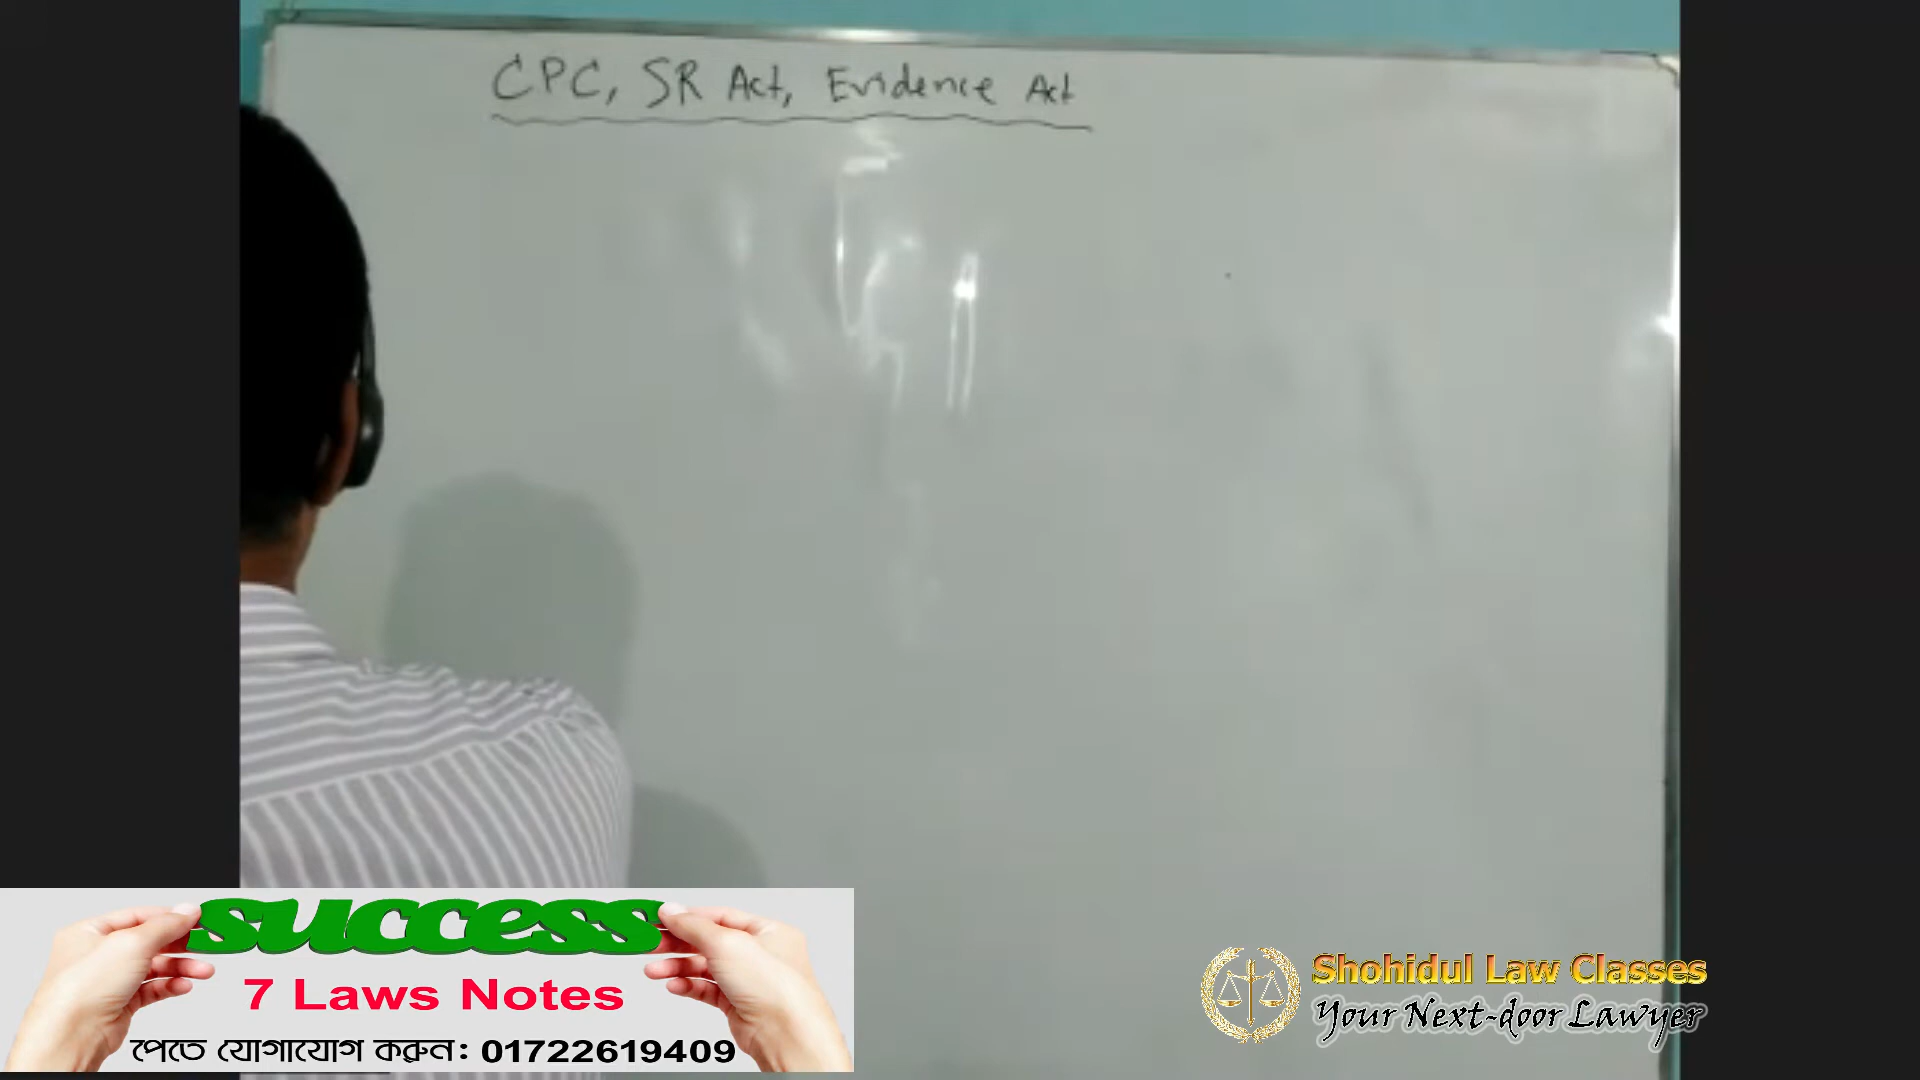 CPC, SR Act, Evidence Act
success
7 Laws Notes
পেতে যোগাযোগ করুন: 01722619409
Shohidul Law Classes
Your Next-door Lawyer